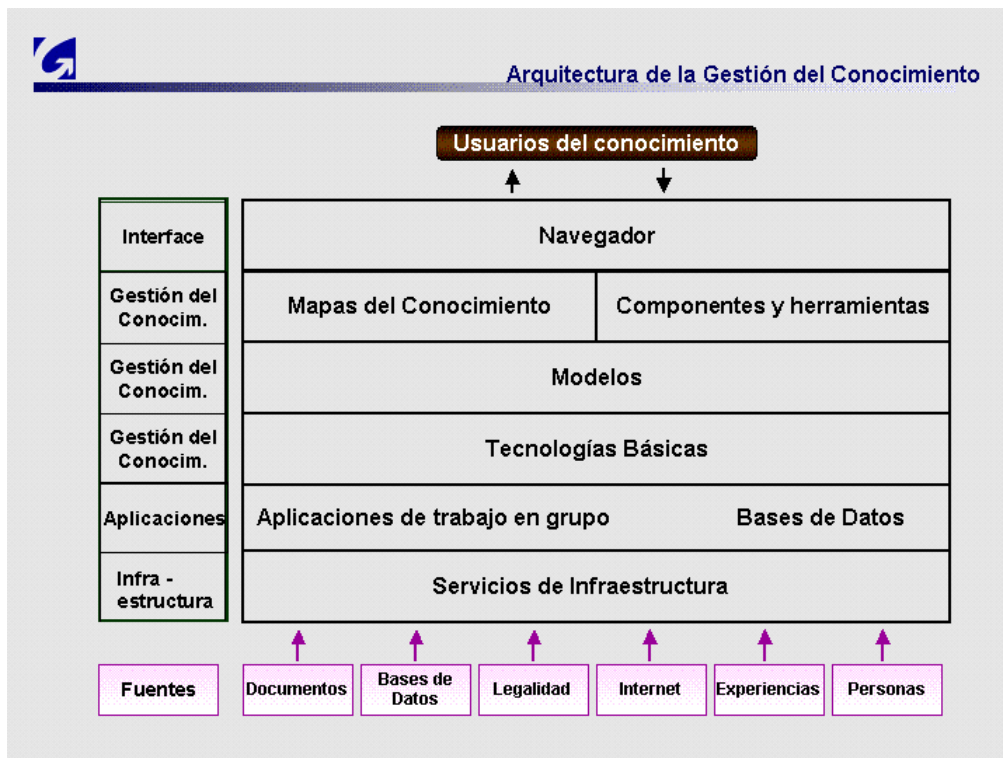 Arquitectura de la Gestión del Conocimiento
Usuarios del conocimiento
Interface
Navegador
Gestión del
Conocim.
Mapas del Conocimiento
Componentes y herramientas
Gestión del
Conocim.
Modelos
Gestión del
Conocim.
Tecnologías Básicas
Aplicaciones
Aplicaciones de trabajo en grupo
Bases de Datos
Infra -
estructura
Servicios de Infraestructura
Fuentes
Documentos
Bases de
Datos
Legalidad
Internet
Experiencias
Personas